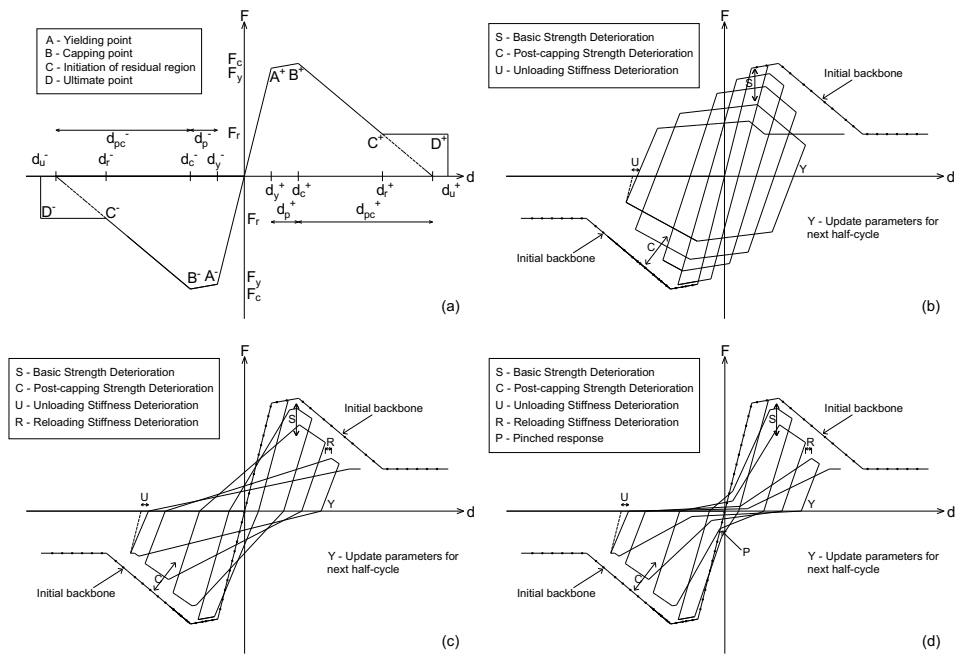 F
A - Yielding point
B - Capping point
C - Initiation of residual region
D - Ultimate point
F_c
F_y
A^+ B^+
d_pc^- d_p^-
F_r
C^+ D^+
d_u^- d_r^- d_c^- d_y^-
d
d_y^+ d_c^+ d_r^+ d_u^+
d_p^+ d_pc^+
D^- C^-
F_r
B^- A^-
F_y
F_c
(a)
F
S - Basic Strength Deterioration
C - Post-capping Strength Deterioration
U - Unloading Stiffness Deterioration
Initial backbone
S
U
Y
d
C
Y - Update parameters for
next half-cycle
Initial backbone
(b)
F
S - Basic Strength Deterioration
C - Post-capping Strength Deterioration
U - Unloading Stiffness Deterioration
R - Reloading Stiffness Deterioration
Initial backbone
S
R
U
Y
d
C
Y - Update parameters for
next half-cycle
Initial backbone
(c)
F
S - Basic Strength Deterioration
C - Post-capping Strength Deterioration
U - Unloading Stiffness Deterioration
R - Reloading Stiffness Deterioration
P - Pinched response
Initial backbone
S
R
U
Y
d
P
C
Y - Update parameters for
next half-cycle
Initial backbone
(d)